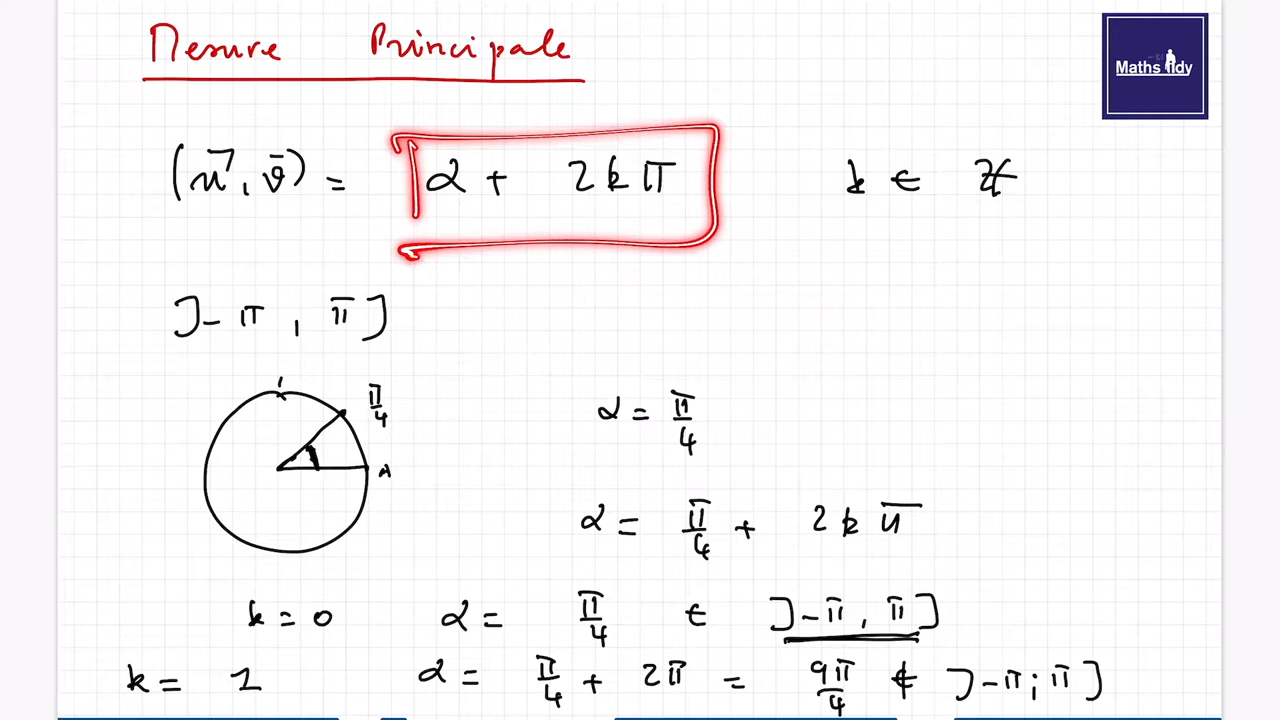 Mesure Principale
Maths Tidy
(u⃗, v⃗) = α + 2kπ k ∈ ℤ
]-π, π]
π/4
A
α = π/4
α = π/4 + 2kπ
k = 0 α = π/4 ∈ ]-π, π]
k = 1 α = π/4 + 2π = 9π/4 ∉ ]-π; π]